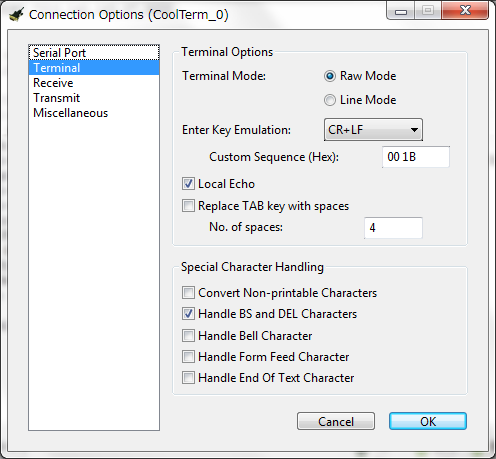 Connection Options (CoolTerm_0)
Serial Port
Terminal
Receive
Transmit
Miscellaneous
Terminal Options
Terminal Mode:
Raw Mode
Line Mode
Enter Key Emulation:
CR+LF
Custom Sequence (Hex):
00 1B
Local Echo
Replace TAB key with spaces
No. of spaces:
4
Special Character Handling
Convert Non-printable Characters
Handle BS and DEL Characters
Handle Bell Character
Handle Form Feed Character
Handle End Of Text Character
Cancel
OK